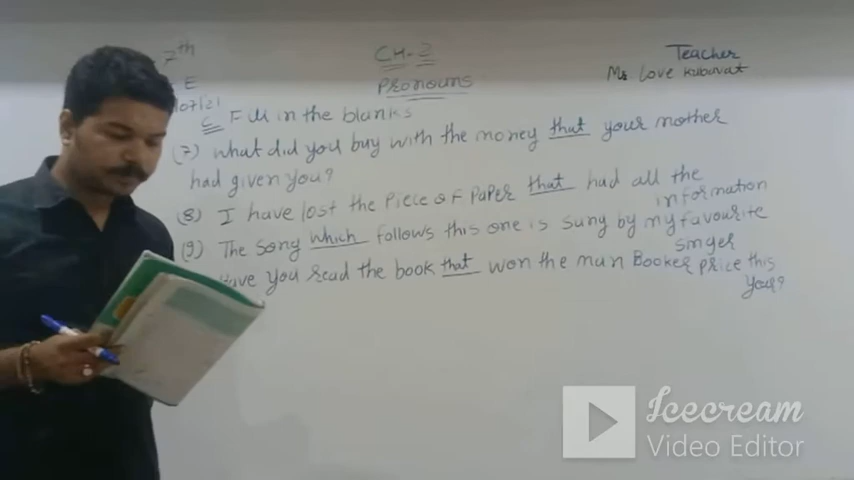 7th
CH-2
Teacher
E
Pronouns
Ms Love Kubavat
/07/21
C Fill in the blanks
(7) what did you buy with the money that your mother
had given you?
(8) I have lost the piece of paper that had all the
information
(9) The song which follows this one is sung by my favourite
singer
Have you read the book that won the man Booker price this
year?
Icecream
Video Editor